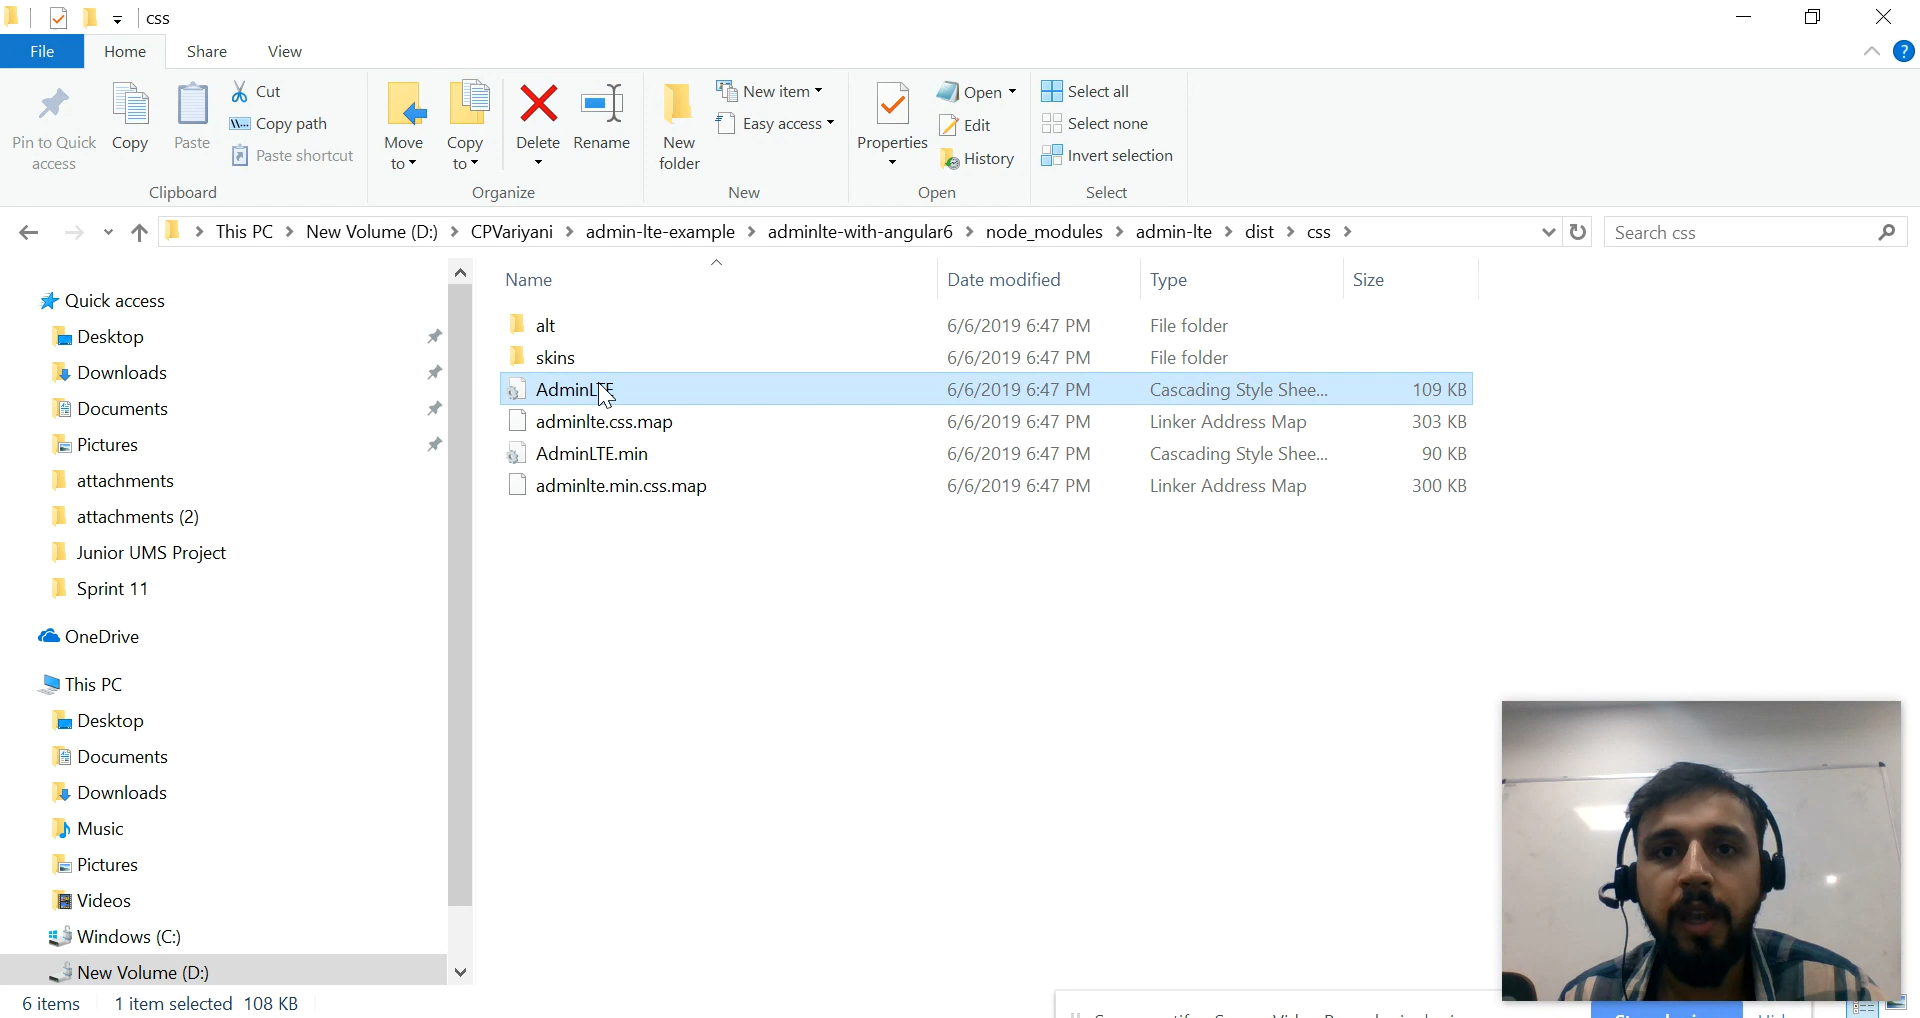 css
File Home Share View
Pin to Quick access
Copy
Paste
Cut
Copy path
Paste shortcut
Clipboard
Move to
Copy to
Delete
Rename
Organize
New folder
New item
Easy access
New
Properties
Open
Edit
History
Open
Select all
Select none
Invert selection
Select
This PC > New Volume (D:) > CPVariyani > admin-lte-example > adminlte-with-angular6 > node_modules > admin-lte > dist > css >
Search css
Quick access
Desktop
Downloads
Documents
Pictures
attachments
attachments (2)
Junior UMS Project
Sprint 11
OneDrive
This PC
Desktop
Documents
Downloads
Music
Pictures
Videos
Windows (C:)
New Volume (D:)
Name Date modified Type Size
alt 6/6/2019 6:47 PM File folder
skins 6/6/2019 6:47 PM File folder
AdminLTE 6/6/2019 6:47 PM Cascading Style Shee... 109 KB
adminlte.css.map 6/6/2019 6:47 PM Linker Address Map 303 KB
AdminLTE.min 6/6/2019 6:47 PM Cascading Style Shee... 90 KB
adminlte.min.css.map 6/6/2019 6:47 PM Linker Address Map 300 KB
6 items 1 item selected 108 KB